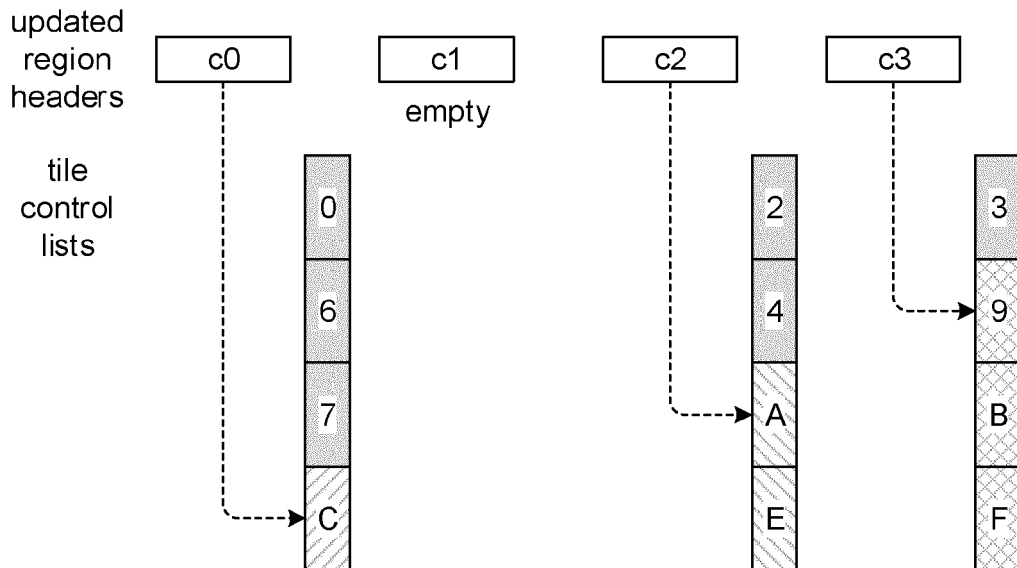 updated
region
headers
c0
c1
c2
c3
empty
tile
control
lists
0
2
3
6
4
9
7
A
B
C
E
F